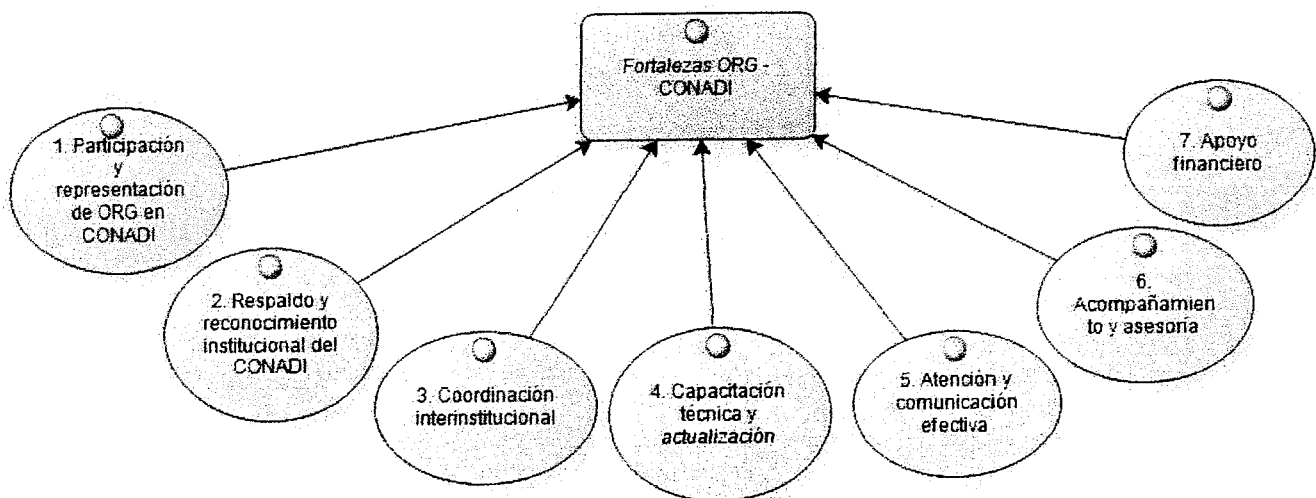 Fortalezas ORG -
CONADI
1. Participación
y
representación
de ORG en
CONADI
2. Respaldo y
reconocimiento
institucional del
CONADI
3. Coordinación
interinstitucional
4. Capacitación
técnica y
actualización
5. Atención y
comunicación
efectiva
6.
Acompañamien
to y asesoría
7. Apoyo
financiero